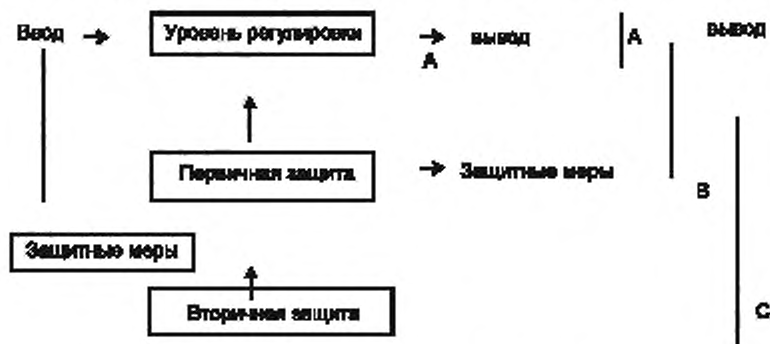 Ввод → Уровень регулировки → вывод A вывод
A
Первичная защита → Защитные меры
B
Защитные меры
Вторичная защита
C